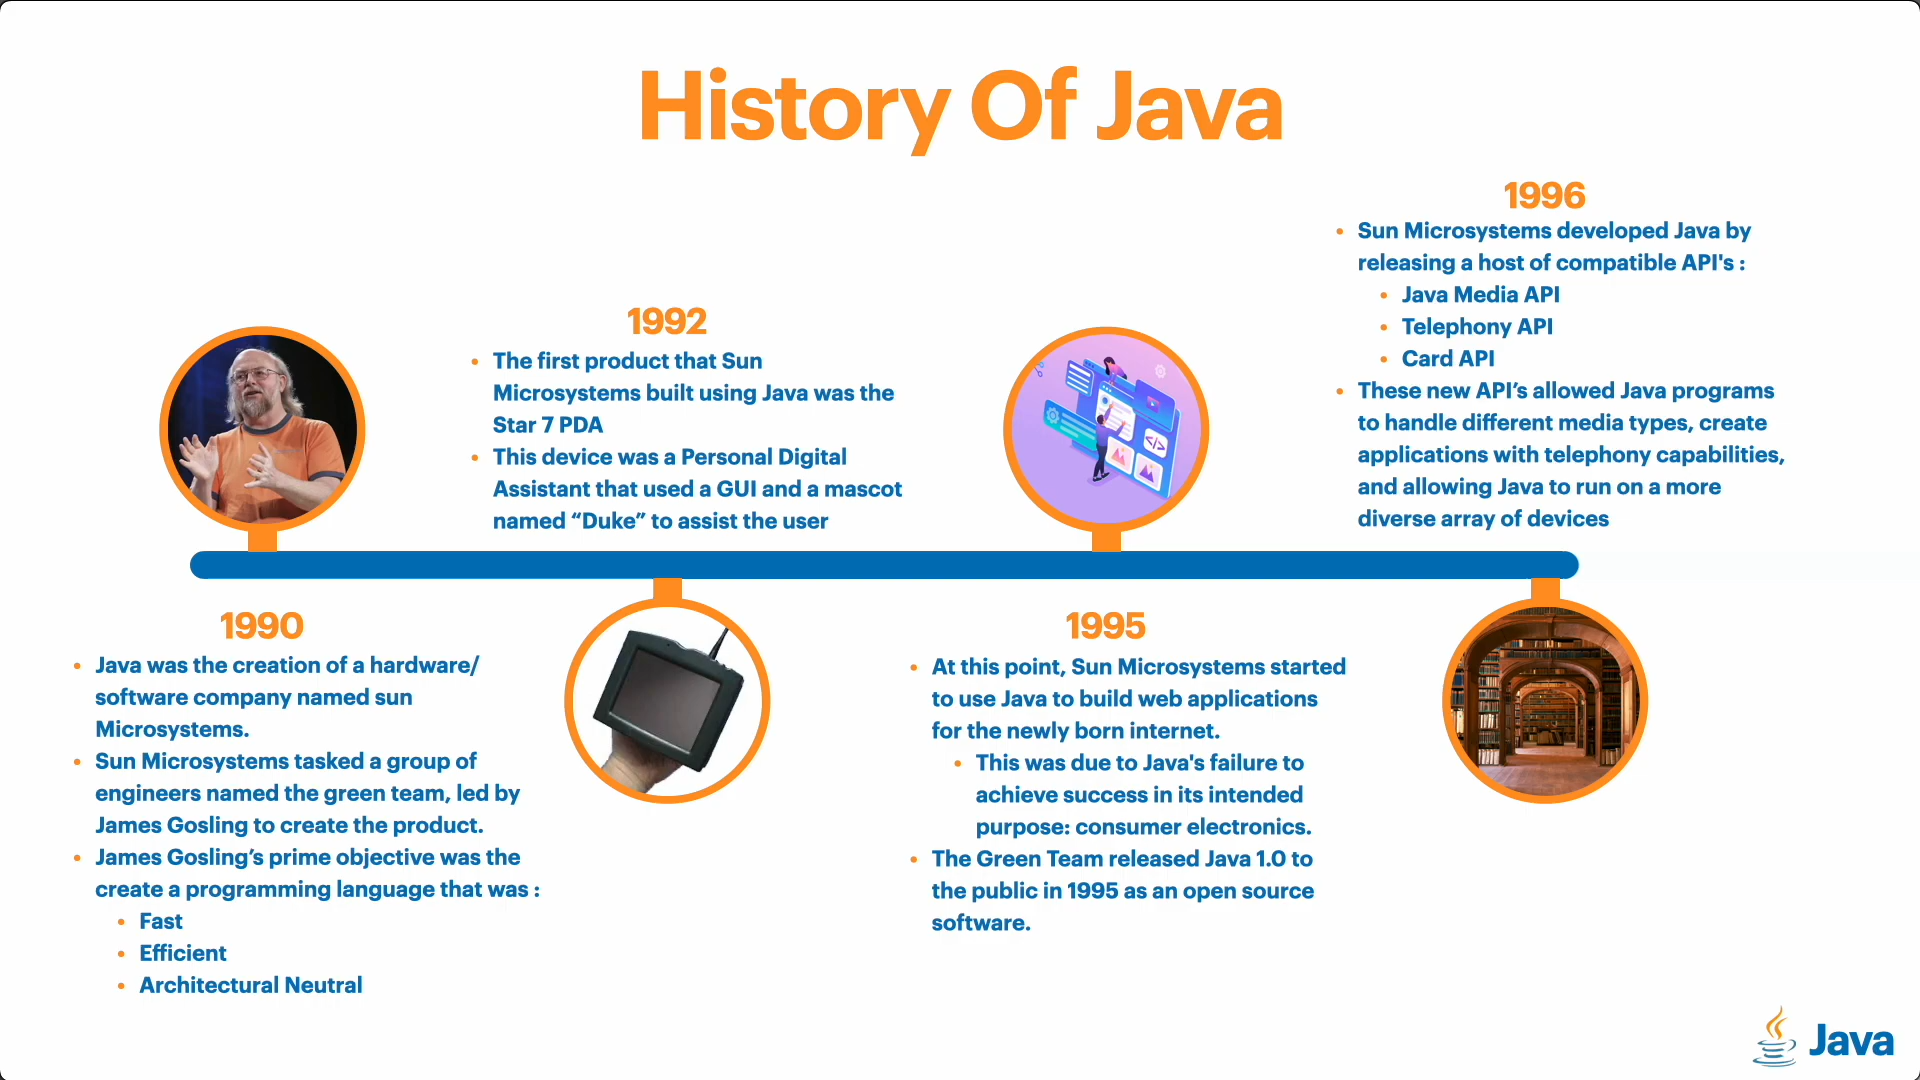 History Of Java
1990
• Java was the creation of a hardware/
software company named sun
Microsystems.
• Sun Microsystems tasked a group of
engineers named the green team, led by
James Gosling to create the product.
• James Gosling’s prime objective was the
create a programming language that was :
• Fast
• Efficient
• Architectural Neutral
1992
• The first product that Sun
Microsystems built using Java was the
Star 7 PDA
• This device was a Personal Digital
Assistant that used a GUI and a mascot
named “Duke” to assist the user
1995
• At this point, Sun Microsystems started
to use Java to build web applications
for the newly born internet.
• This was due to Java's failure to
achieve success in its intended
purpose: consumer electronics.
• The Green Team released Java 1.0 to
the public in 1995 as an open source
software.
1996
• Sun Microsystems developed Java by
releasing a host of compatible API's :
• Java Media API
• Telephony API
• Card API
• These new API’s allowed Java programs
to handle different media types, create
applications with telephony capabilities,
and allowing Java to run on a more
diverse array of devices
Java